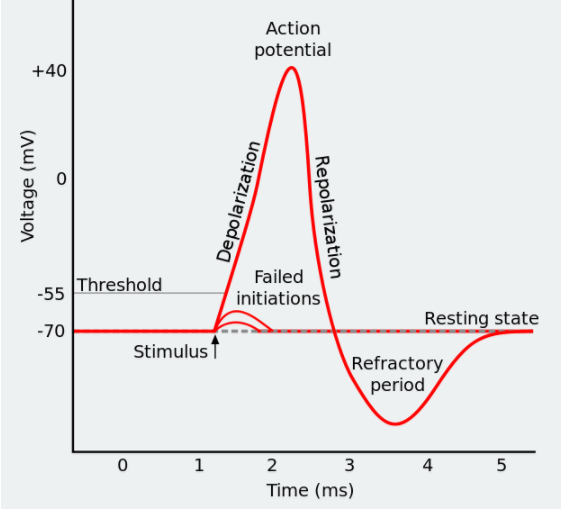 Action
potential
+40
Voltage (mV)
0
Depolarization
Repolarization
Failed
initiations
Threshold
-55
Resting state
-70
Stimulus
Refractory
period
0 1 2 3 4 5
Time (ms)